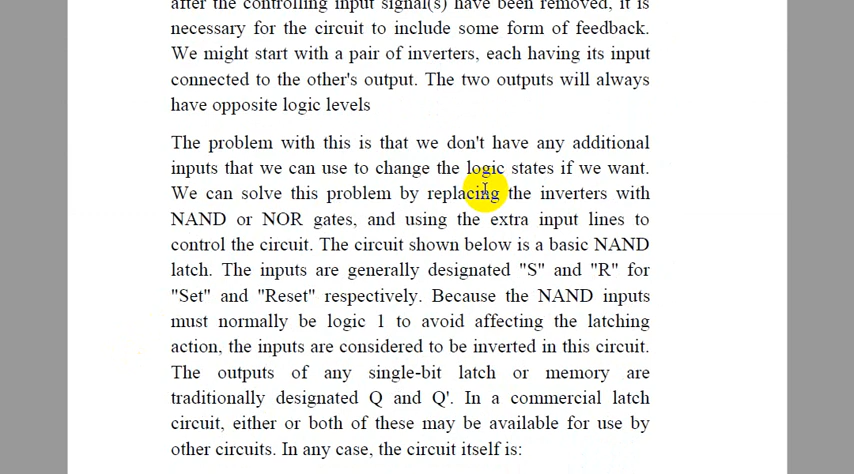 after the controlling input signal(s) have been removed, it is
necessary for the circuit to include some form of feedback.
We might start with a pair of inverters, each having its input
connected to the other's output. The two outputs will always
have opposite logic levels
The problem with this is that we don't have any additional
inputs that we can use to change the logic states if we want.
We can solve this problem by replacing the inverters with
NAND or NOR gates, and using the extra input lines to
control the circuit. The circuit shown below is a basic NAND
latch. The inputs are generally designated "S" and "R" for
"Set" and "Reset" respectively. Because the NAND inputs
must normally be logic 1 to avoid affecting the latching
action, the inputs are considered to be inverted in this circuit.
The outputs of any single-bit latch or memory are
traditionally designated Q and Q'. In a commercial latch
circuit, either or both of these may be available for use by
other circuits. In any case, the circuit itself is: